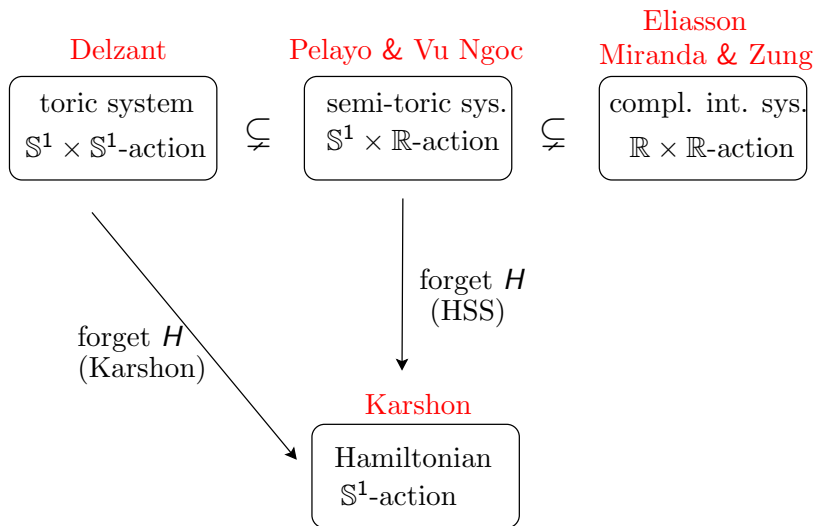 Delzant
Pelayo & Vu Ngoc
Eliasson
Miranda & Zung
toric system
𝕊¹ × 𝕊¹-action
⊊
semi-toric sys.
𝕊¹ × ℝ-action
⊊
compl. int. sys.
ℝ × ℝ-action
forget H
(Karshon)
forget H
(HSS)
Karshon
Hamiltonian
𝕊¹-action